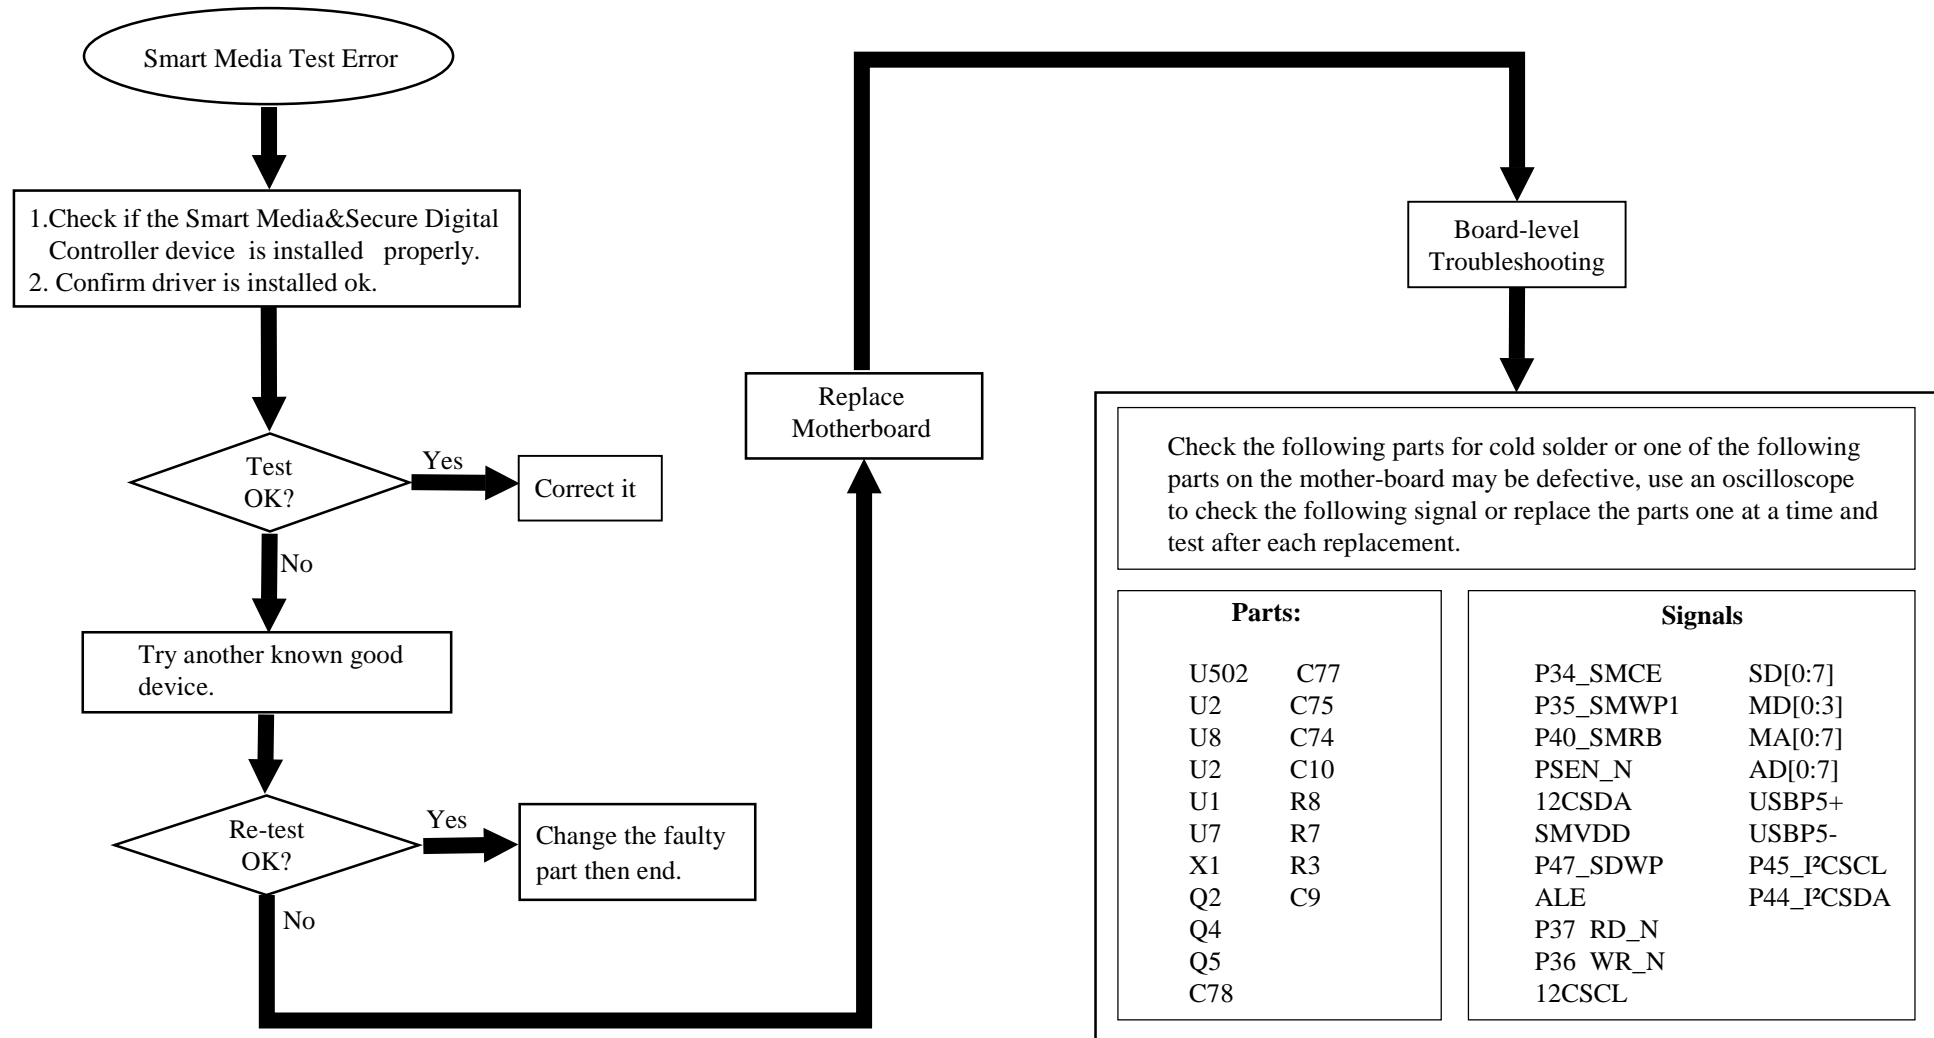 Smart Media Test Error
1.Check if the Smart Media&Secure Digital
Controller device is installed properly.
2. Confirm driver is installed ok.
Test
OK?
Yes
Correct it
No
Try another known good
device.
Re-test
OK?
Yes
Change the faulty
part then end.
No
Replace
Motherboard
Board-level
Troubleshooting
Check the following parts for cold solder or one of the following
parts on the mother-board may be defective, use an oscilloscope
to check the following signal or replace the parts one at a time and
test after each replacement.
Parts:
U502 C77
U2 C75
U8 C74
U2 C10
U1 R8
U7 R7
X1 R3
Q2 C9
Q4
Q5
C78
Signals
P34_SMCE SD[0:7]
P35_SMWP1 MD[0:3]
P40_SMRB MA[0:7]
PSEN_N AD[0:7]
12CSDA USBP5+
SMVDD USBP5-
P47_SDWP P45_I²CSCL
ALE P44_I²CSDA
P37 RD_N
P36 WR_N
12CSCL